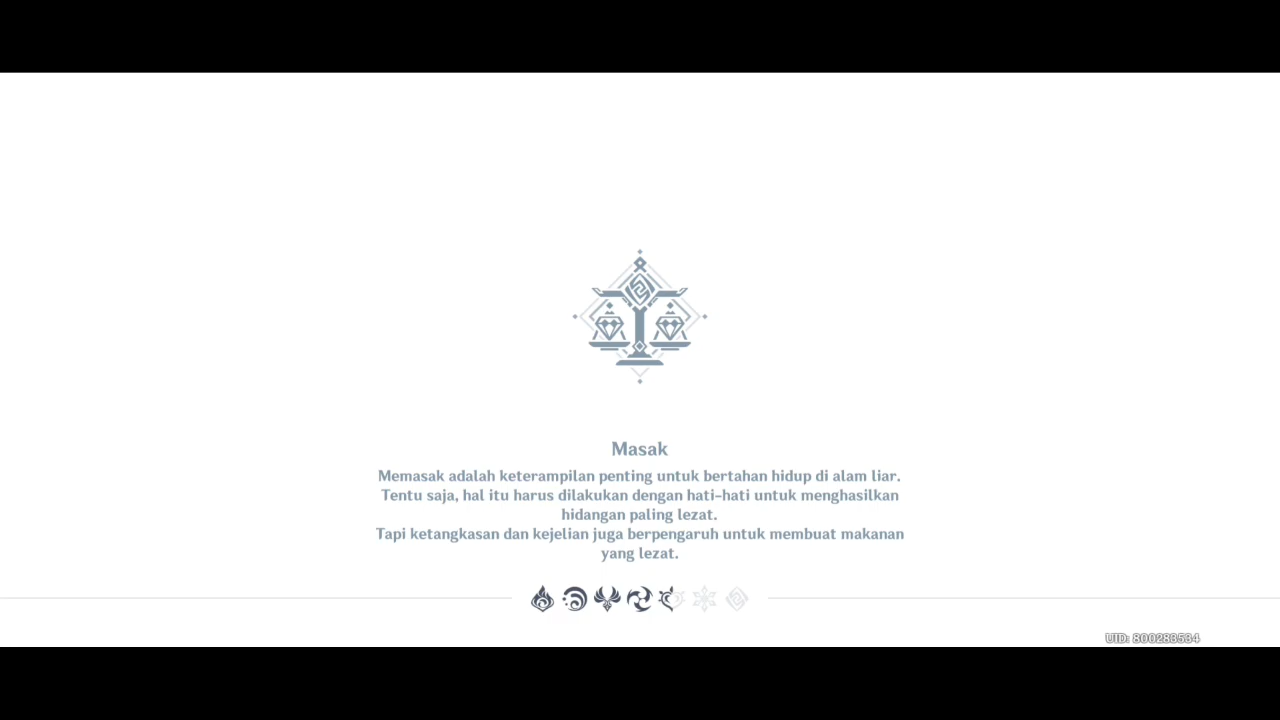 Masak
Memasak adalah keterampilan penting untuk bertahan hidup di alam liar.
Tentu saja, hal itu harus dilakukan dengan hati-hati untuk menghasilkan
hidangan paling lezat.
Tapi ketangkasan dan kejelian juga berpengaruh untuk membuat makanan
yang lezat.
UID: 800283534